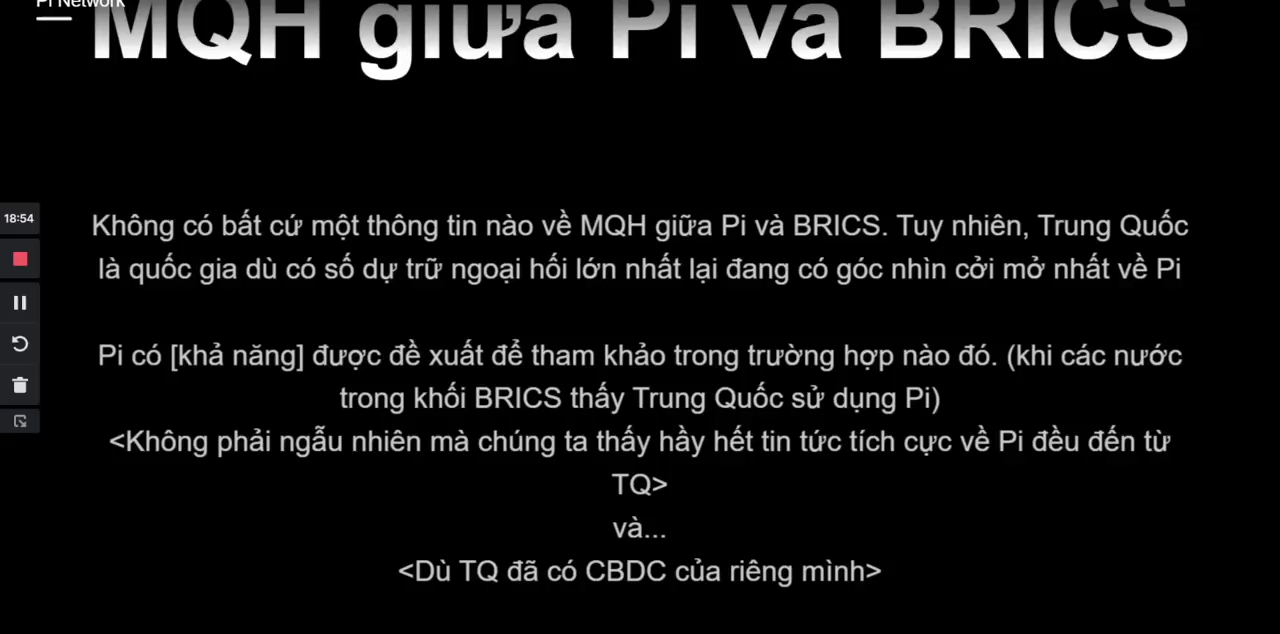 Pi Network
MQH giữa Pi và BRICS
18:54
Không có bất cứ một thông tin nào về MQH giữa Pi và BRICS. Tuy nhiên, Trung Quốc
là quốc gia dù có số dự trữ ngoại hối lớn nhất lại đang có góc nhìn cởi mở nhất về Pi
Pi có [khả năng] được đề xuất để tham khảo trong trường hợp nào đó. (khi các nước
trong khối BRICS thấy Trung Quốc sử dụng Pi)
<Không phải ngẫu nhiên mà chúng ta thấy hầy hết tin tức tích cực về Pi đều đến từ
TQ>
và...
<Dù TQ đã có CBDC của riêng mình>